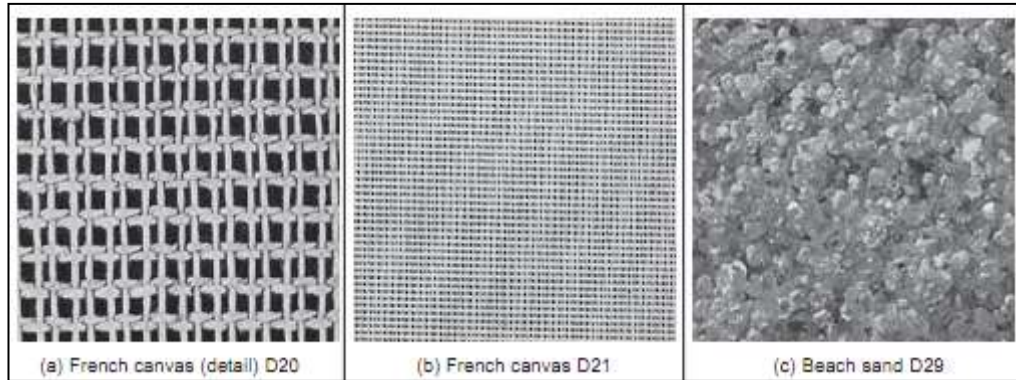 (a) French canvas (detail) D20
(b) French canvas D21
(c) Beach sand D29